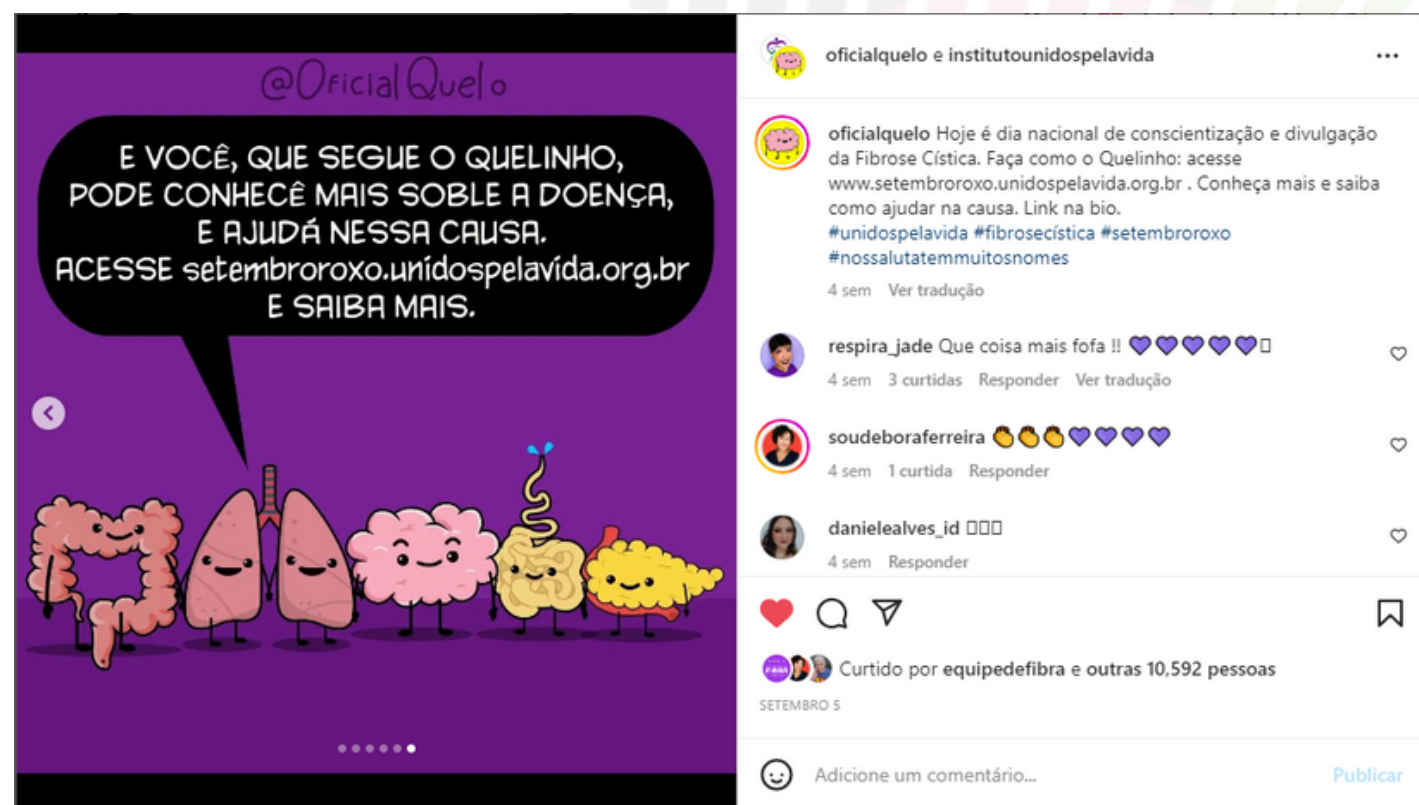 @OficialQuelo
E VOCÊ, QUE SEGUE O QUELINHO,
PODE CONHECÊ MAIS SOBLE A DOENÇA,
E AJUDÁ NESSA CAUSA.
ACESSE setembroroxo.unidospelavida.org.br
E SAIBA MAIS.
oficialquelo e institutounidospelavida
oficialquelo Hoje é dia nacional de conscientização e divulgação
da Fibrose Cística. Faça como o Quelinho: acesse
www.setembroroxo.unidospelavida.org.br . Conheça mais e saiba
como ajudar na causa. Link na bio.
#unidospelavida #fibrosecística #setembroroxo
#nossalutatemmuitosnomes
4 sem Ver tradução
respira_jade Que coisa mais fofa !! 💜💜💜💜💜
4 sem 3 curtidas Responder Ver tradução
soudeboraferreira 👏👏👏💜💜💜💜
4 sem 1 curtida Responder
danielealves_id
4 sem Responder
Curtido por equipedefibra e outras 10,592 pessoas
SETEMBRO 5
Adicione um comentário... Publicar